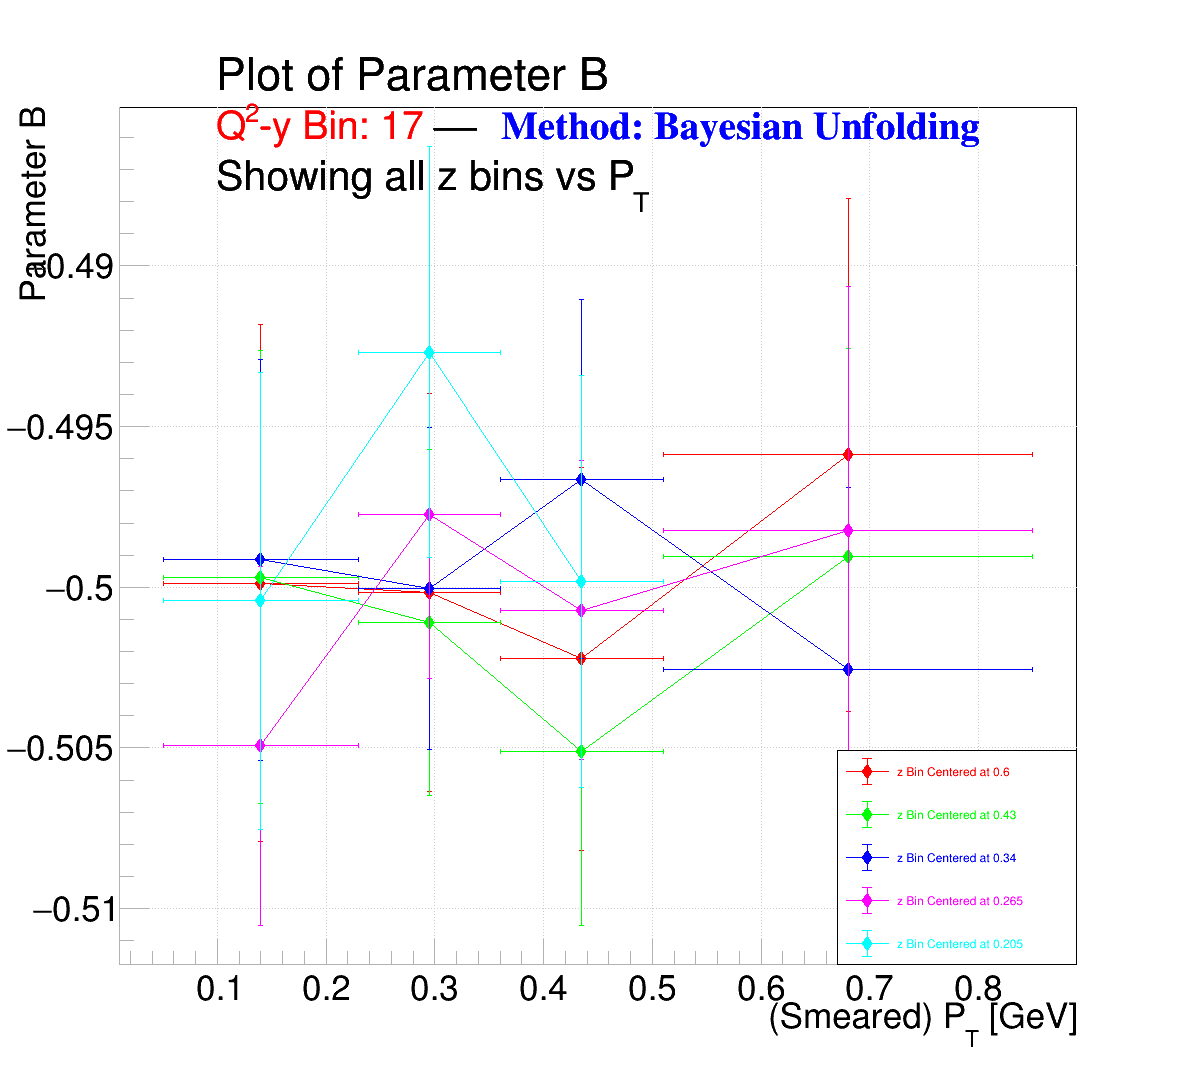 Plot of Parameter B
Q²-y Bin: 17 — Method: Bayesian Unfolding
Showing all z bins vs P_T
Parameter B
−0.49
−0.495
−0.5
−0.505
−0.51
z Bin Centered at 0.6
z Bin Centered at 0.43
z Bin Centered at 0.34
z Bin Centered at 0.265
z Bin Centered at 0.205
0.1 0.2 0.3 0.4 0.5 0.6 0.7 0.8
(Smeared) P_T [GeV]